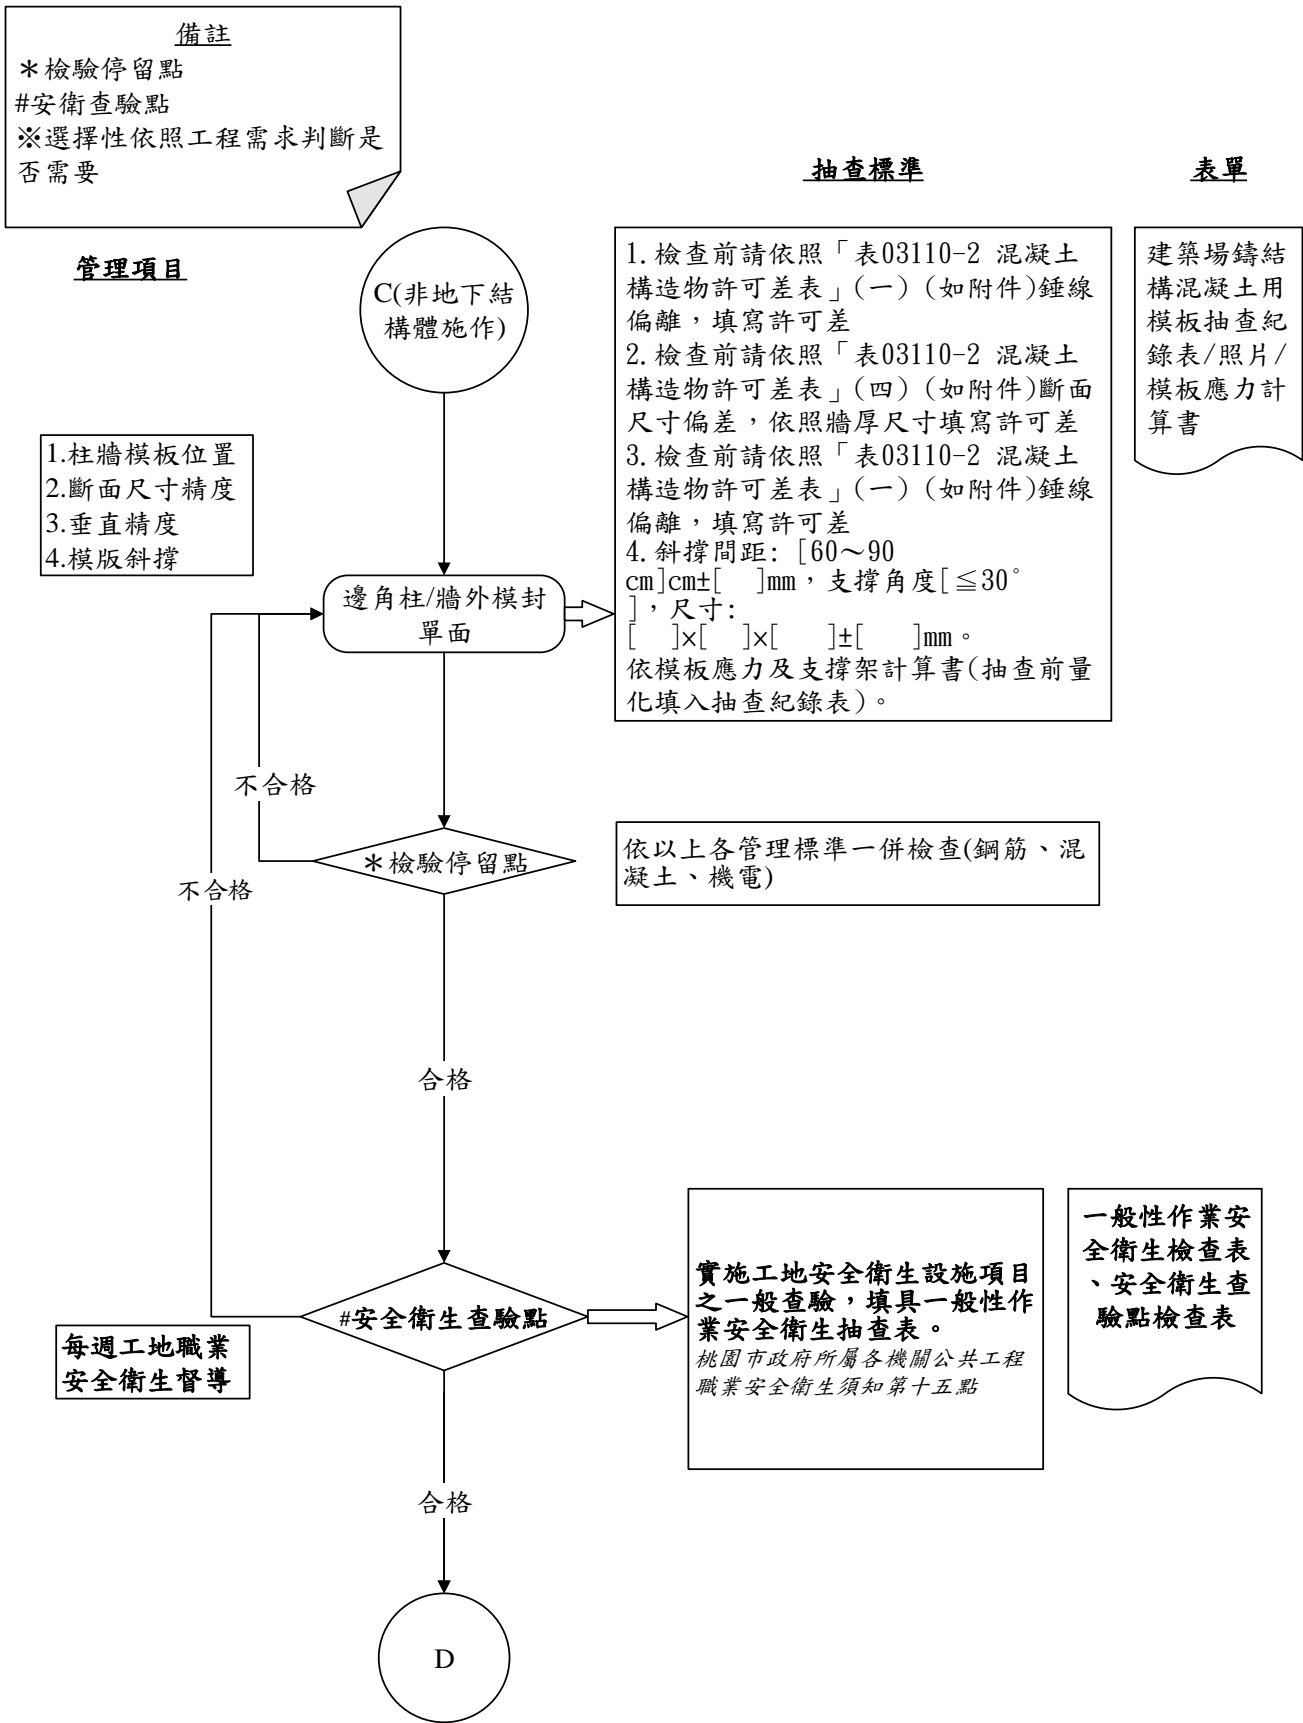 備註
＊檢驗停留點
#安衛查驗點
※選擇性依照工程需求判斷是
否需要
抽查標準
表單
管理項目
C(非地下結
構體施作)
1.檢查前請依照「表03110-2 混凝土
構造物許可差表」(一) (如附件)錘線
偏離，填寫許可差
2.檢查前請依照「表03110-2 混凝土
構造物許可差表」(四) (如附件)斷面
尺寸偏差，依照牆厚尺寸填寫許可差
3.檢查前請依照「表03110-2 混凝土
構造物許可差表」(一) (如附件)錘線
偏離，填寫許可差
4.斜撐間距: [60～90
cm]cm±[　]mm，支撐角度[≦30°
]，尺寸:
[　]×[　]×[　 ]±[　 ]mm。
依模板應力及支撐架計算書(抽查前量
化填入抽查紀錄表)。
建築場鑄結
構混凝土用
模板抽查紀
錄表/照片/
模板應力計
算書
1.柱牆模板位置
2.斷面尺寸精度
3.垂直精度
4.模版斜撐
邊角柱/牆外模封
單面
不合格
＊檢驗停留點
依以上各管理標準一併檢查(鋼筋、混
凝土、機電)
不合格
合格
#安全衛生查驗點
每週工地職業
安全衛生督導
實施工地安全衛生設施項目
之一般查驗，填具一般性作
業安全衛生抽查表。
桃園市政府所屬各機關公共工程
職業安全衛生須知第十五點
一般性作業安
全衛生檢查表
、安全衛生查
驗點檢查表
合格
D